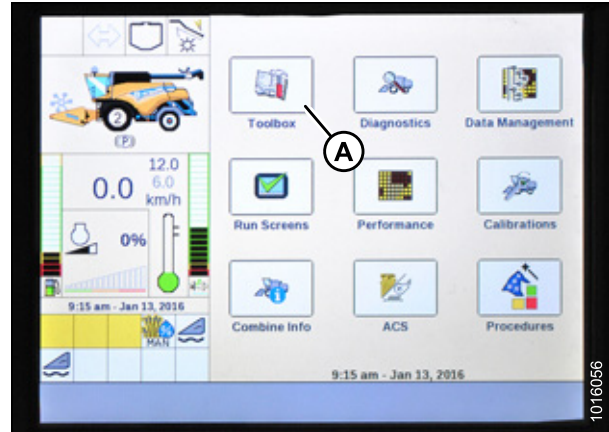 12.0
6.0
0.0 km/h
2
(P)
0%
9:15 am - Jan 13, 2016
MAN
Toolbox
A
Diagnostics
Data Management
Run Screens
Performance
Calibrations
Combine Info
ACS
Procedures
9:15 am - Jan 13, 2016
1016056